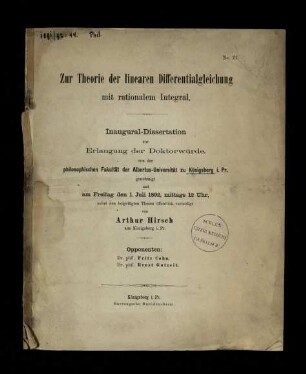 Zur Theorie der linearen Differentialgleichung
mit rationalem Integral.
Inaugural-Dissertation
zur
Erlangung der Doktorwürde,
von der
philosophischen Fakultät der Albertus-Universität zu Königsberg i. Pr.
genehmigt
und
am Freitag den 1. Juli 1892, mittags 12 Uhr,
nebst den beigefügten Thesen öffentlich verteidigt
von
Arthur Hirsch
aus Königsberg i. Pr.
Opponenten:
Dr. phil. Fritz Cohn,
Dr. phil. Ernst
Königsberg i. Pr.
Hartungsche Buchdruckerei.